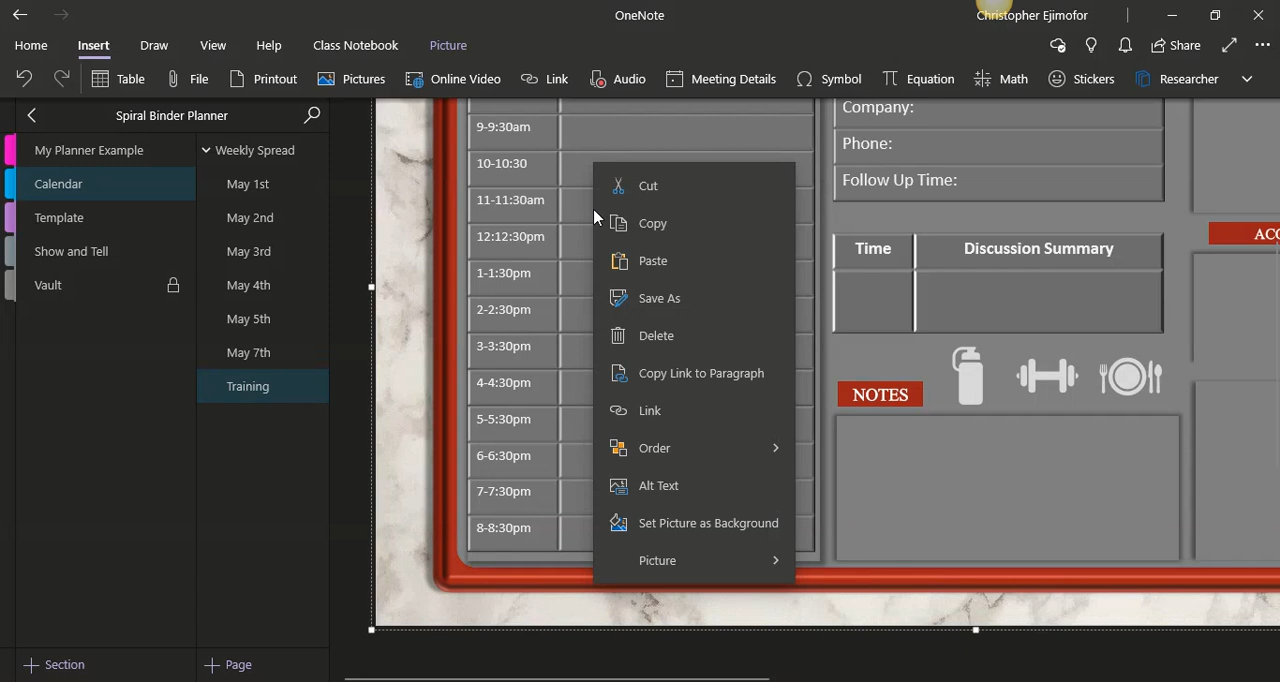 OneNote
Christopher Ejimofor
Home Insert Draw View Help Class Notebook Picture
Share
Table File Printout Pictures Online Video Link Audio Meeting Details Symbol Equation Math Stickers Researcher
Spiral Binder Planner
My Planner Example
Calendar
Template
Show and Tell
Vault
Weekly Spread
May 1st
May 2nd
May 3rd
May 4th
May 5th
May 7th
Training
Section
Page
9-9:30am
10-10:30
11-11:30am
12:12:30pm
1-1:30pm
2-2:30pm
3-3:30pm
4-4:30pm
5-5:30pm
6-6:30pm
7-7:30pm
8-8:30pm
Cut
Copy
Paste
Save As
Delete
Copy Link to Paragraph
Link
Order
Alt Text
Set Picture as Background
Picture
Company:
Phone:
Follow Up Time:
Time Discussion Summary
NOTES
ACC